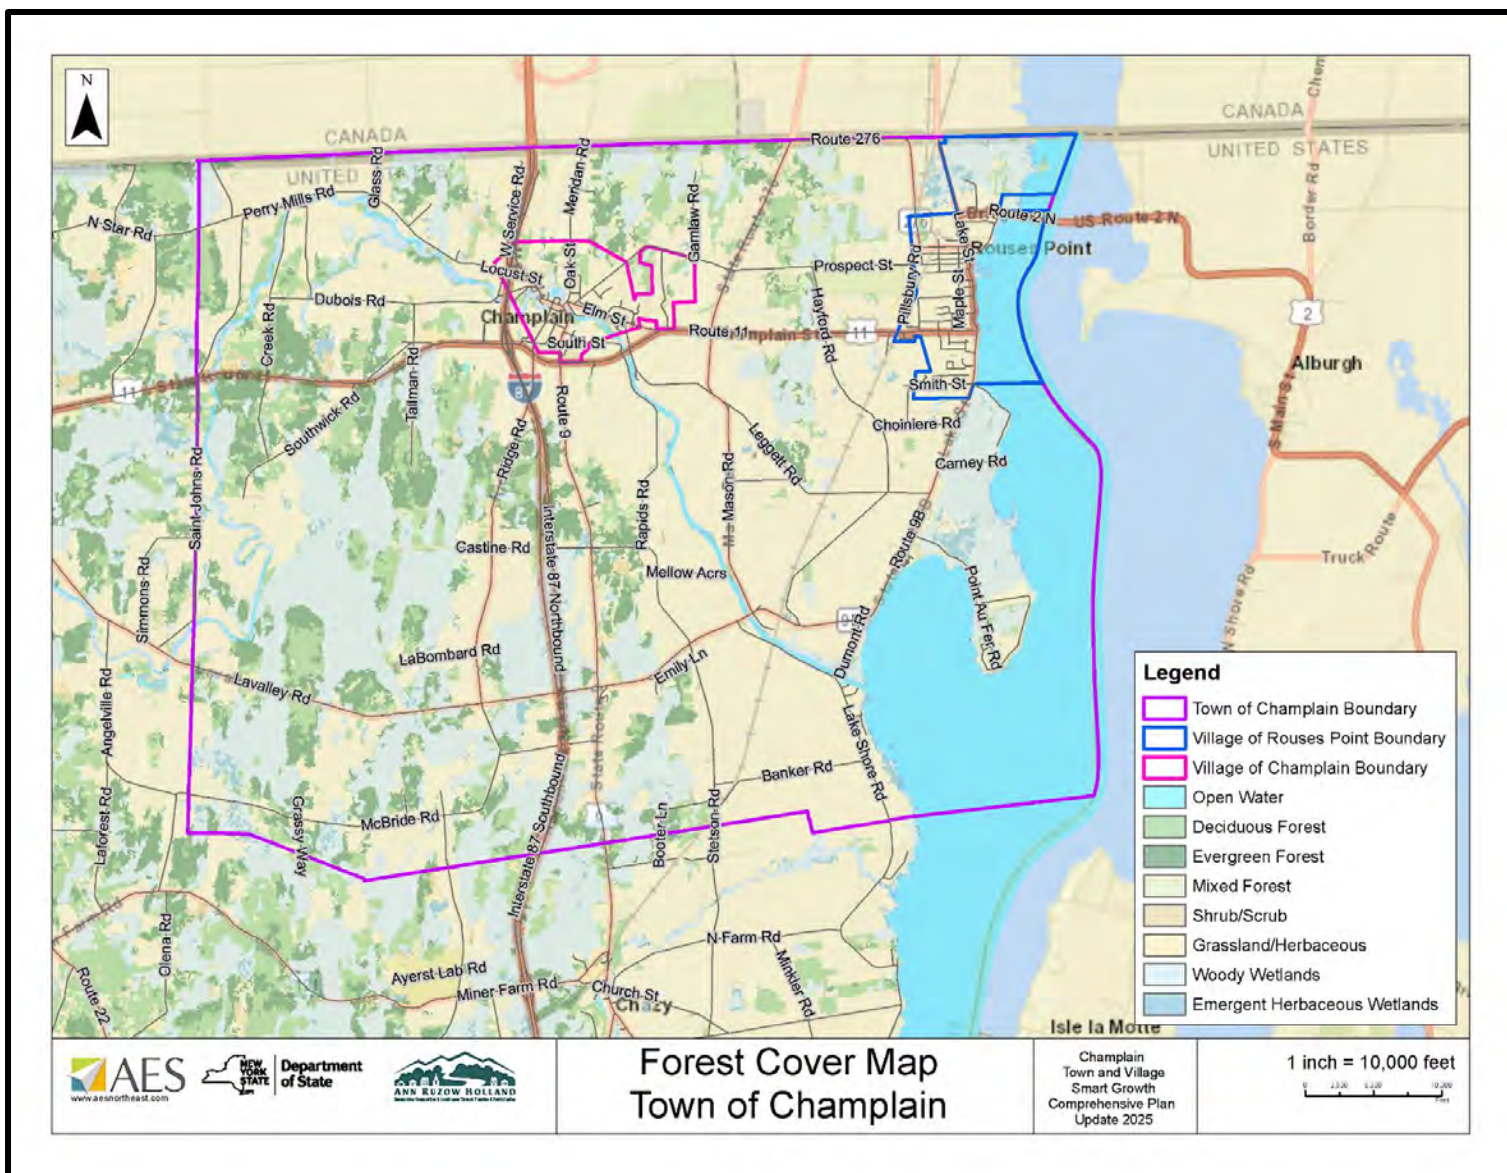 N
CANADA
UNITED STATES
CANADA
UNITED STATES
Route 276
Glass Rd
Perry Mills Rd
N Star Rd
W Service Rd
Meridan Rd
Gamlaw Rd
State Route 276
Border Rd
Route 2 N
US Route 2 N
Rouses Point
Lake St
Locust St
Oak St
Prospect St
Pillsbury Rd
Maple St
Hayford Rd
Dubois Rd
Elm St
Champlain
South St
Route 11
11
2
Alburgh
Creek Rd
Tallman Rd
11
Southwick Rd
Smith St
Choiniere Rd
Route 9
Ridge Rd
Leggett Rd
Carney Rd
S Main St
Saint Johns Rd
Mason Rd
Rapids Rd
Route 9B
Interstate 87 Northbound
Castine Rd
Mellow Acrs
Truck Route
Simmons Rd
Point Au Fer Rd
Dumont Rd
N Shore Rd
LaBombard Rd
Emily Ln
Lavalley Rd
Angelville Rd
Lake Shore Rd
Banker Rd
Interstate 87 Southbound
McBride Rd
Grassy Way
Laforest Rd
Booter Ln
Stetson Rd
N Farm Rd
Olena Rd
Route 22
Ayerst Lab Rd
Miner Farm Rd
Church St
Chazy
Minkler Rd
Isle la Motte
Legend
Town of Champlain Boundary
Village of Rouses Point Boundary
Village of Champlain Boundary
Open Water
Deciduous Forest
Evergreen Forest
Mixed Forest
Shrub/Scrub
Grassland/Herbaceous
Woody Wetlands
Emergent Herbaceous Wetlands
AES
www.aesnortheast.com
NEW
YORK
STATE
Department
of State
ANN RUZOW HOLLAND
Forest Cover Map
Town of Champlain
Champlain
Town and Village
Smart Growth
Comprehensive Plan
Update 2025
1 inch = 10,000 feet